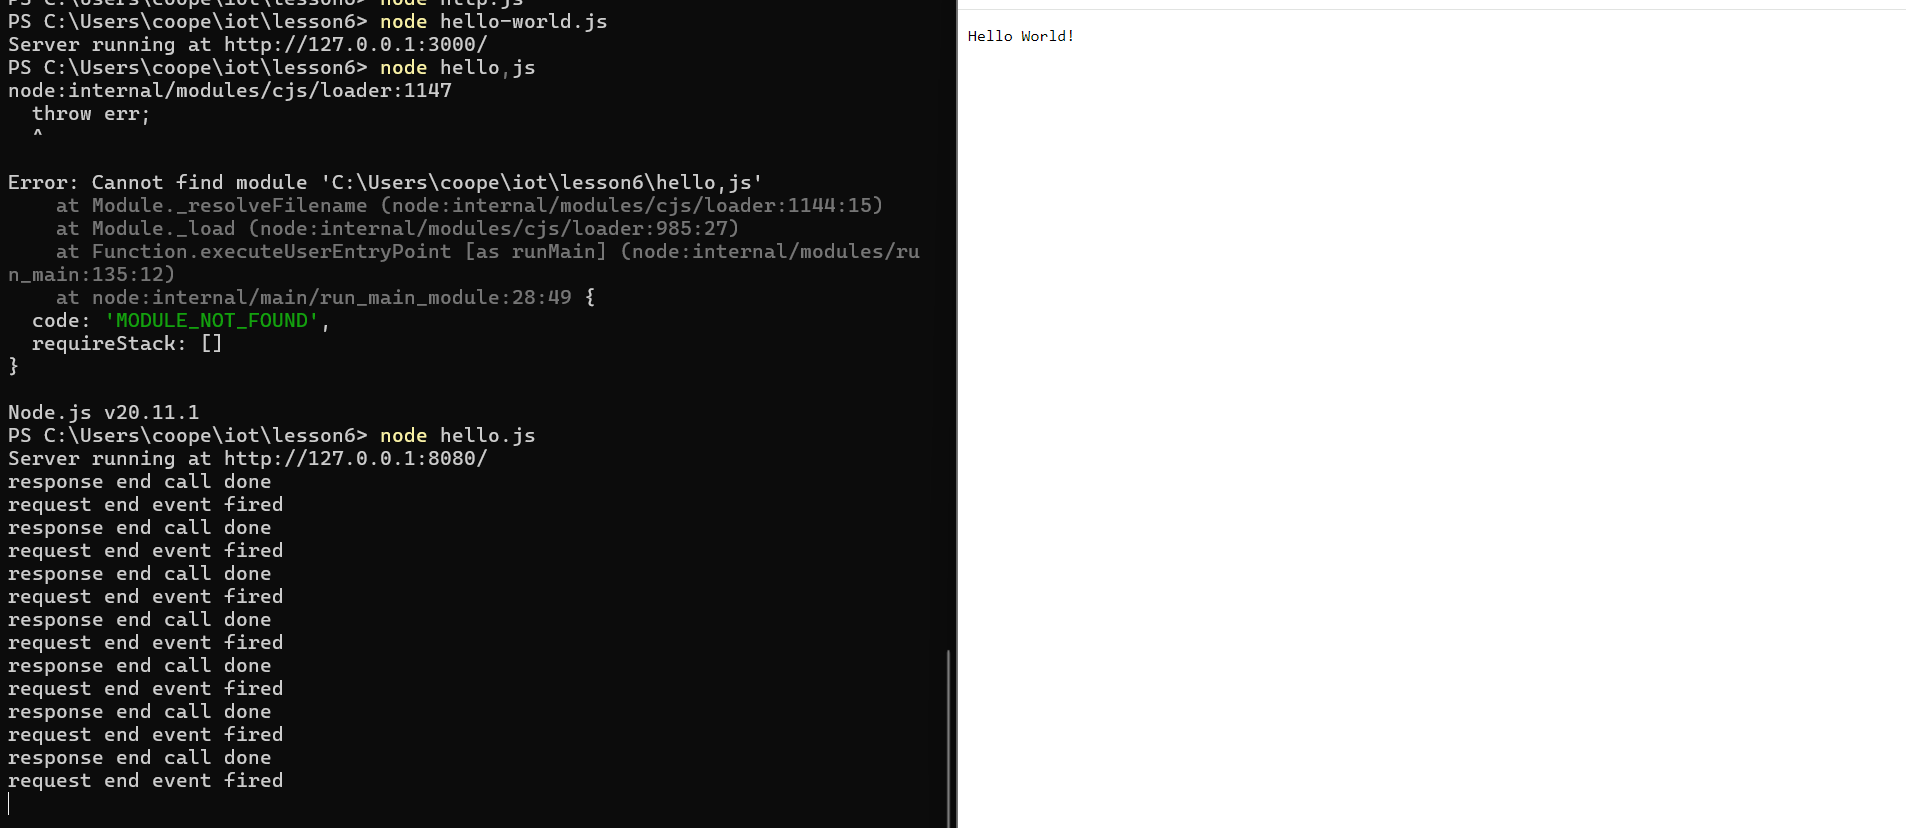 PS C:\Users\coope\iot\lesson6> node http.js
PS C:\Users\coope\iot\lesson6> node hello-world.js
Server running at http://127.0.0.1:3000/
PS C:\Users\coope\iot\lesson6> node hello,js
node:internal/modules/cjs/loader:1147
  throw err;
  ^

Error: Cannot find module 'C:\Users\coope\iot\lesson6\hello,js'
    at Module._resolveFilename (node:internal/modules/cjs/loader:1144:15)
    at Module._load (node:internal/modules/cjs/loader:985:27)
    at Function.executeUserEntryPoint [as runMain] (node:internal/modules/ru
n_main:135:12)
    at node:internal/main/run_main_module:28:49 {
  code: 'MODULE_NOT_FOUND',
  requireStack: []
}

Node.js v20.11.1
PS C:\Users\coope\iot\lesson6> node hello.js
Server running at http://127.0.0.1:8080/
response end call done
request end event fired
response end call done
request end event fired
response end call done
request end event fired
response end call done
request end event fired
response end call done
request end event fired
response end call done
request end event fired
response end call done
request end event fired
Hello World!